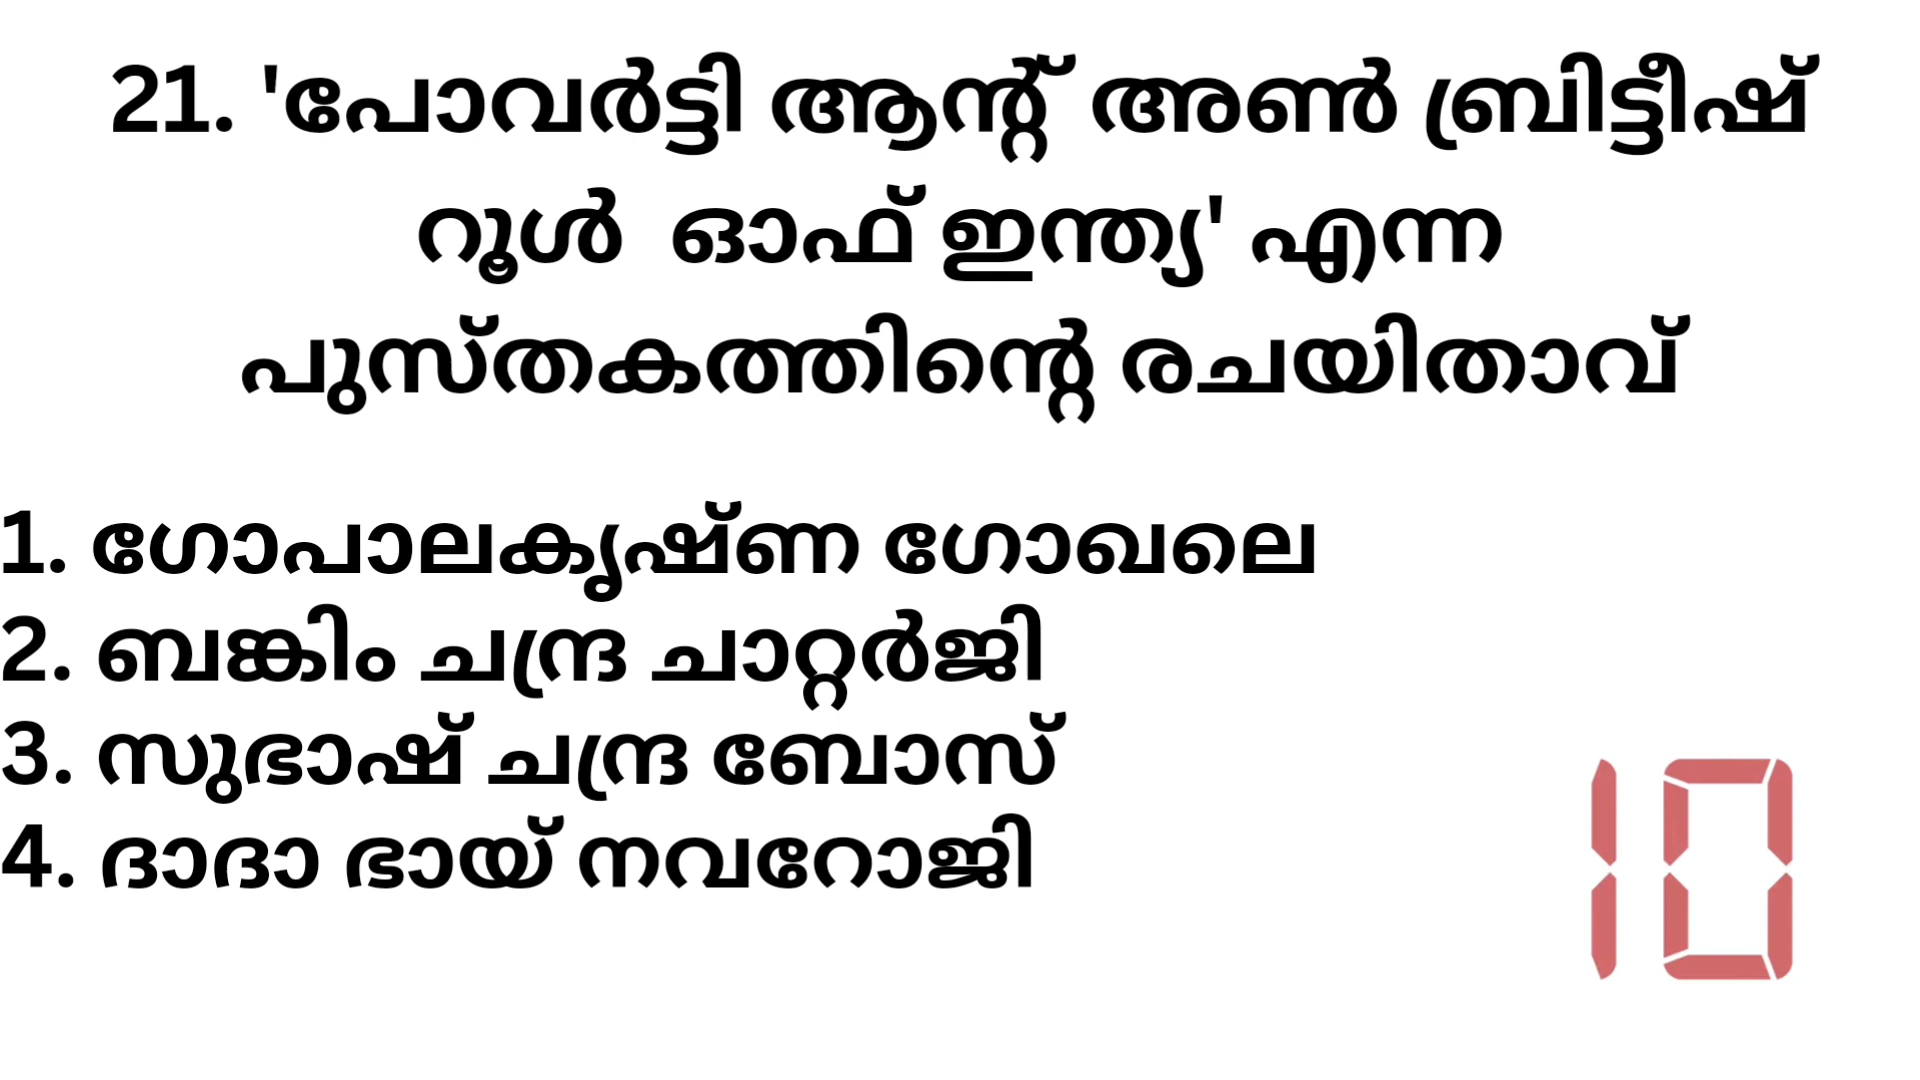 21. 'പോവർട്ടി ആന്റ് അൺ ബ്രിട്ടീഷ്
റൂൾ  ഓഫ് ഇന്ത്യ' എന്ന
പുസ്തകത്തിന്റെ രചയിതാവ്
1. ഗോപാലകൃഷ്ണ ഗോഖലെ
2. ബങ്കിം ചന്ദ്ര ചാറ്റർജി
3. സുഭാഷ് ചന്ദ്ര ബോസ്
4. ദാദാ ഭായ് നവറോജി
10